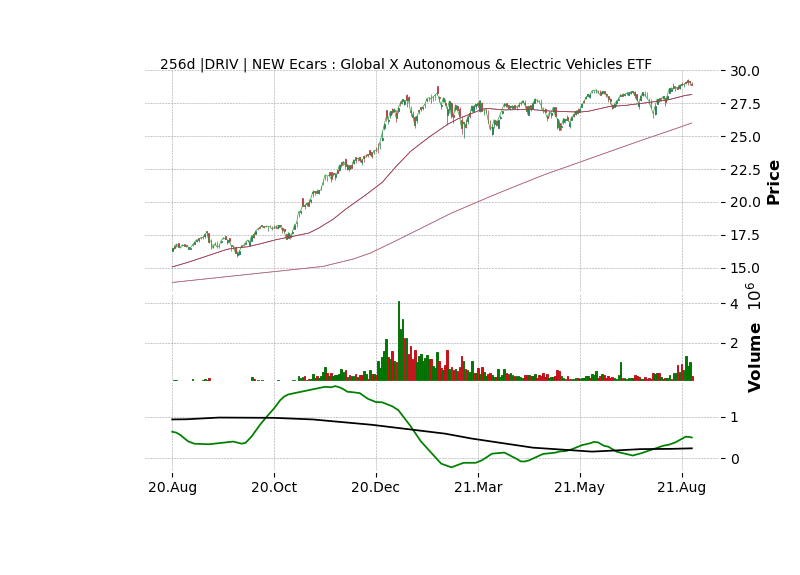 256d |DRIV | NEW Ecars : Global X Autonomous & Electric Vehicles ETF
30.0
27.5
25.0
22.5
20.0
17.5
15.0
Price
4
2
Volume 10^6
1
0
20.Aug 20.Oct 20.Dec 21.Mar 21.May 21.Aug